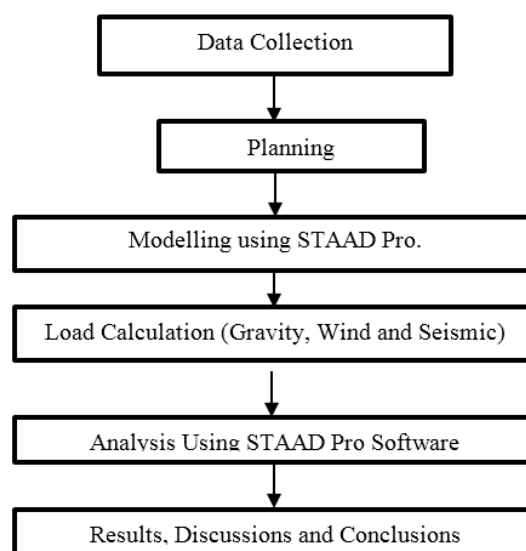 Data Collection
Planning
Modelling using STAAD Pro.
Load Calculation (Gravity, Wind and Seismic)
Analysis Using STAAD Pro Software
Results, Discussions and Conclusions